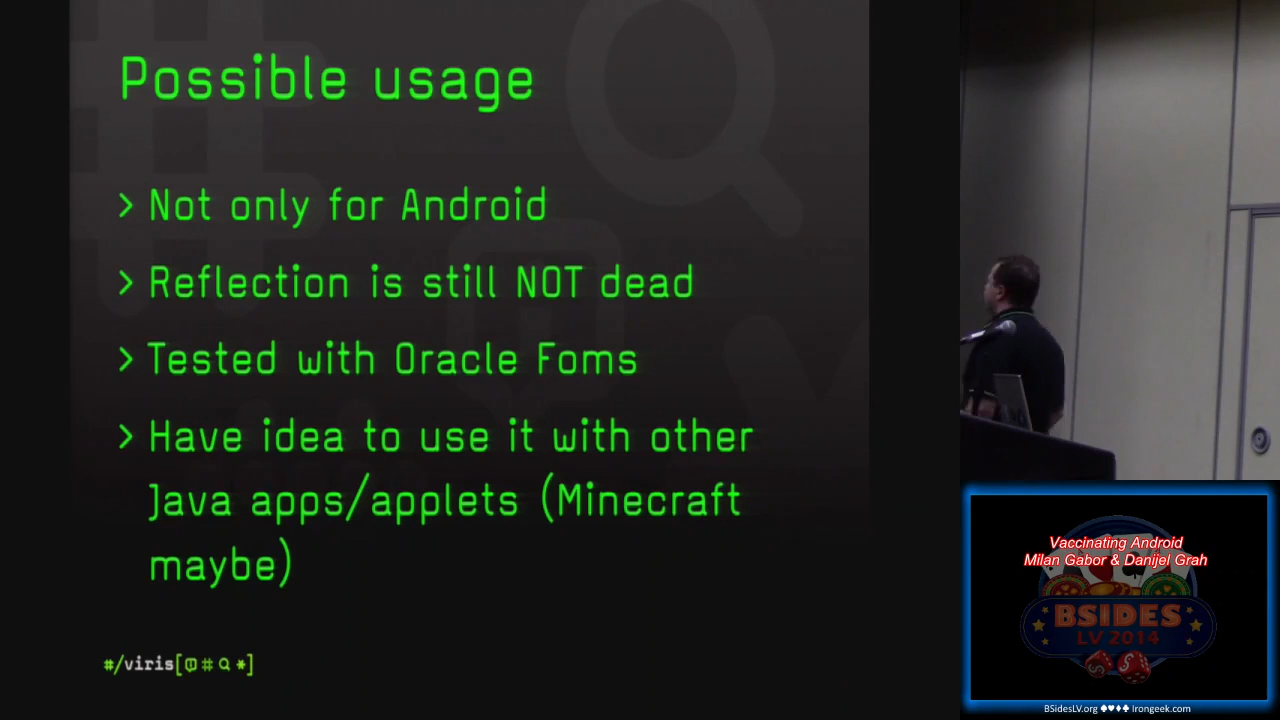 Possible usage
> Not only for Android
> Reflection is still NOT dead
> Tested with Oracle Foms
> Have idea to use it with other
Java apps/applets (Minecraft
maybe)
#/viris[ # *]
Vaccinating Android
Milan Gabor & Danijel Grah
BSIDES
LV 2014
BSidesLV.org ♠♥♦♣ Irongeek.com